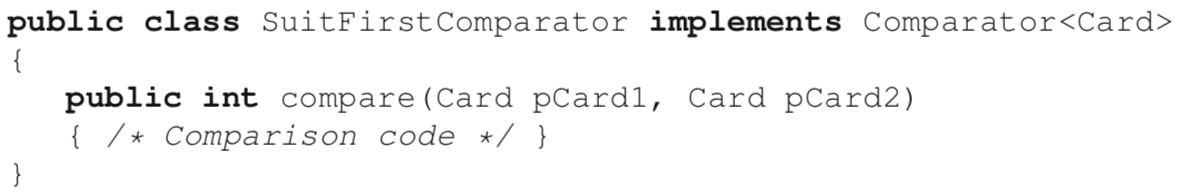 public class SuitFirstComparator implements Comparator<Card>
{
   public int compare(Card pCard1, Card pCard2)
   { /* Comparison code */ }
}